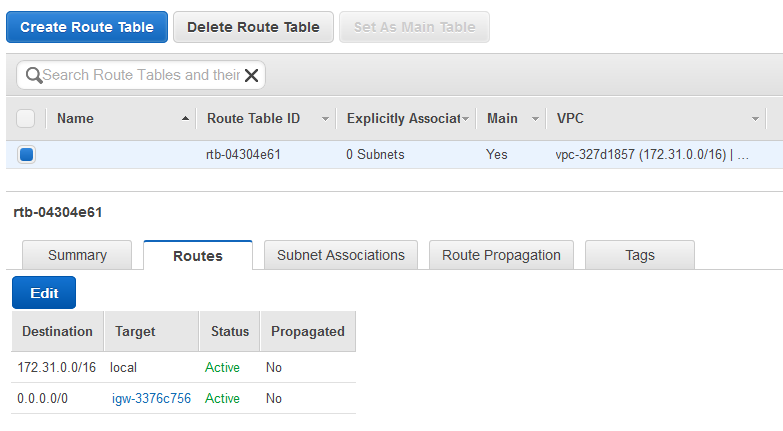 Create Route Table Delete Route Table Set As Main Table
Search Route Tables and their
Name Route Table ID Explicitly Associat Main VPC
rtb-04304e61 0 Subnets Yes vpc-327d1857 (172.31.0.0/16) | ...
rtb-04304e61
Summary Routes Subnet Associations Route Propagation Tags
Edit
Destination Target Status Propagated
172.31.0.0/16 local Active No
0.0.0.0/0 igw-3376c756 Active No